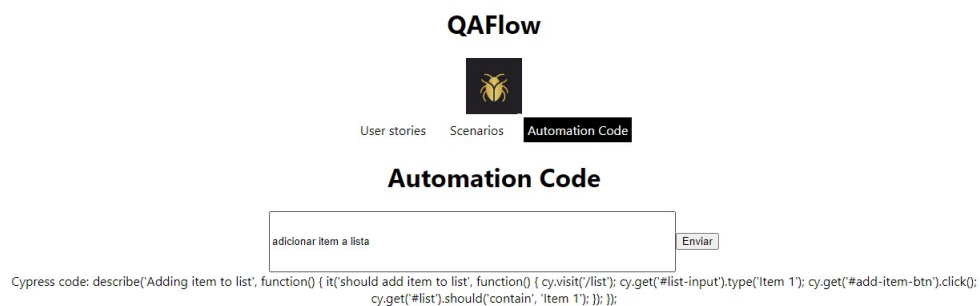 QAFlow
User stories Scenarios Automation Code
Automation Code
adicionar item a lista Enviar
Cypress code: describe('Adding item to list', function() { it('should add item to list', function() { cy.visit('/list'); cy.get('#list-input').type('Item 1'); cy.get('#add-item-btn').click();
cy.get('#list').should('contain', 'Item 1'); }); });